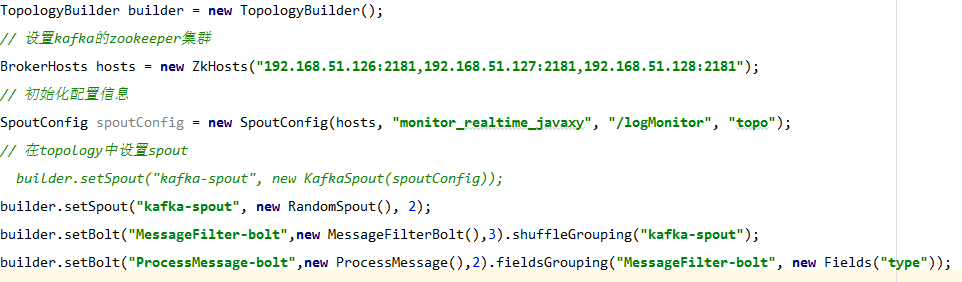 TopologyBuilder builder = new TopologyBuilder();
// 设置kafka的zookeeper集群
BrokerHosts hosts = new ZkHosts("192.168.51.126:2181,192.168.51.127:2181,192.168.51.128:2181");
// 初始化配置信息
SpoutConfig spoutConfig = new SpoutConfig(hosts, "monitor_realtime_javaxy", "/logMonitor", "topo");
// 在topology中设置spout
builder.setSpout("kafka-spout", new KafkaSpout(spoutConfig));
builder.setSpout("kafka-spout", new RandomSpout(), 2);
builder.setBolt("MessageFilter-bolt",new MessageFilterBolt(),3).shuffleGrouping("kafka-spout");
builder.setBolt("ProcessMessage-bolt",new ProcessMessage(),2).fieldsGrouping("MessageFilter-bolt", new Fields("type"));